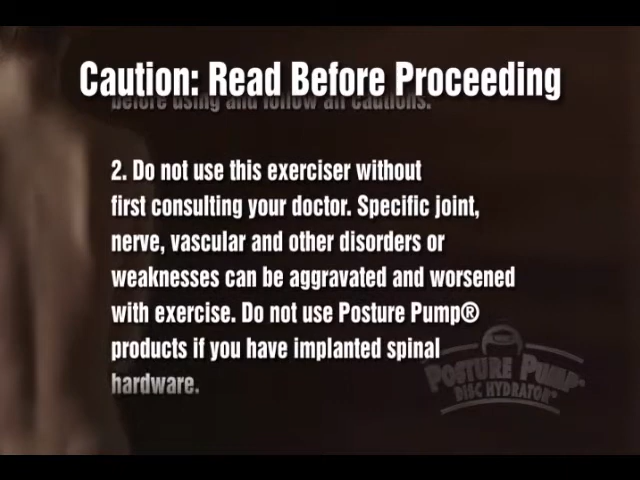 Caution: Read Before Proceeding
before using and follow all cautions.
2. Do not use this exerciser without
first consulting your doctor. Specific joint,
nerve, vascular and other disorders or
weaknesses can be aggravated and worsened
with exercise. Do not use Posture Pump®
products if you have implanted spinal
hardware.
POSTURE PUMP®
DISC HYDRATOR®